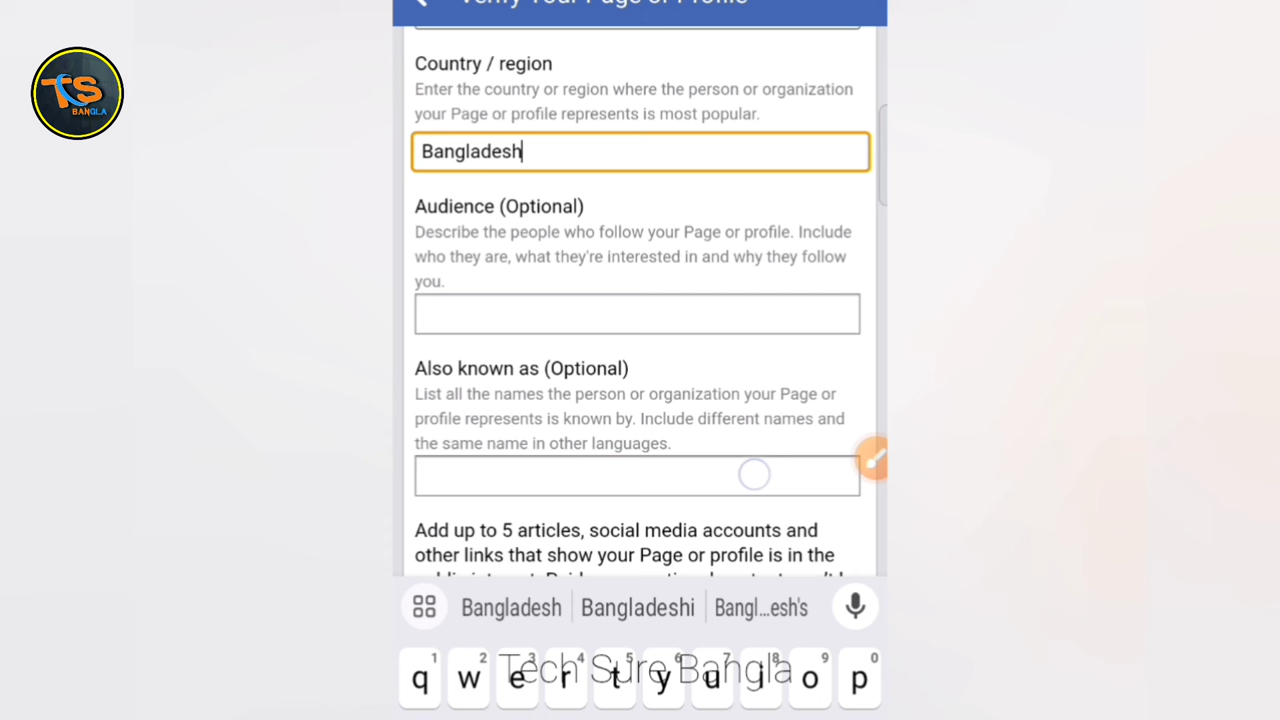 Verify Your Page or Profile
TS
BANGLA
Country / region
Enter the country or region where the person or organization
your Page or profile represents is most popular.
Bangladesh
Audience (Optional)
Describe the people who follow your Page or profile. Include
who they are, what they're interested in and why they follow
you.
Also known as (Optional)
List all the names the person or organization your Page or
profile represents is known by. Include different names and
the same name in other languages.
Add up to 5 articles, social media accounts and
other links that show your Page or profile is in the
Bangladesh Bangladeshi Bangl...esh's
1 2 3 4 5 6 7 8 9 0
q w e r t y u i o p
Tech Sure Bangla